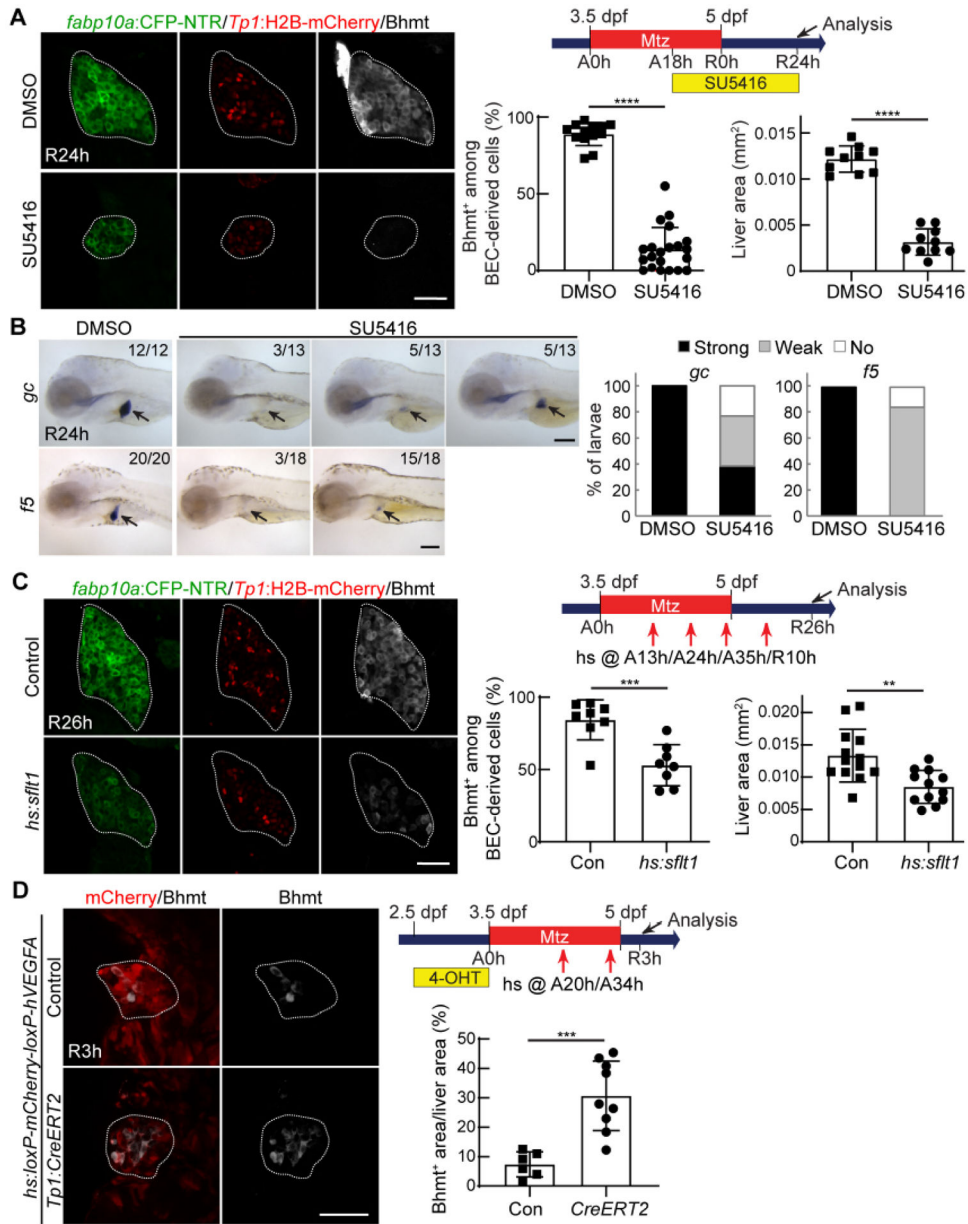 A
fabp10a:CFP-NTR/Tp1:H2B-mCherry/Bhmt
DMSO
R24h
SU5416
3.5 dpf
5 dpf
Analysis
Mtz
A0h
A18h
R0h
R24h
SU5416
Bhmt+ among
BEC-derived cells (%)
100
50
0
****
DMSO
SU5416
Liver area (mm²)
0.015
0.010
0.005
0
****
DMSO
SU5416
B
DMSO
SU5416
gc
12/12
3/13
5/13
5/13
R24h
f5
20/20
3/18
15/18
Strong
Weak
No
gc
f5
% of larvae
100
80
60
40
20
0
DMSO
SU5416
100
80
60
40
20
0
DMSO
SU5416
C
fabp10a:CFP-NTR/Tp1:H2B-mCherry/Bhmt
Control
R26h
hs:sflt1
3.5 dpf
5 dpf
Analysis
Mtz
A0h
R26h
hs @ A13h/A24h/A35h/R10h
Bhmt+ among
BEC-derived cells (%)
100
50
0
***
Con
hs:sflt1
Liver area (mm²)
0.020
0.015
0.010
0.005
0
**
Con
hs:sflt1
D
mCherry/Bhmt
Bhmt
hs:loxP-mCherry-loxP-hVEGFA
Tp1:CreERT2
Control
R3h
2.5 dpf
3.5 dpf
5 dpf
Analysis
Mtz
A0h
R3h
4-OHT
hs @ A20h/A34h
Bhmt+ area/liver area (%)
50
40
30
20
10
0
***
Con
CreERT2